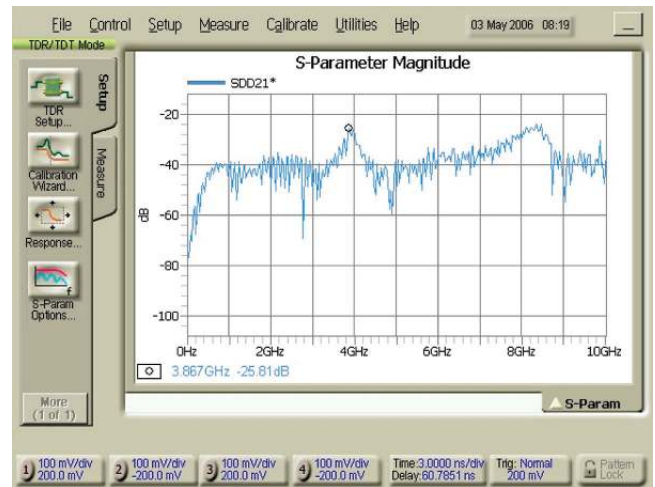 File Control Setup Measure Calibrate Utilities Help 03 May 2006 08:19
TDR/TDT Mode
Setup
Measure
TDR
Setup...
Calibration
Wizard...
Response...
S-Param
Options...
More
(1 of 1)
S-Parameter Magnitude
SDD21*
-20
-40
-60
-80
-100
dB
0Hz 2GHz 4GHz 6GHz 8GHz 10GHz
3.867GHz -25.81dB
S-Param
1) 100 mV/div
200.0 mV
2) 100 mV/div
-200.0 mV
3) 100 mV/div
200.0 mV
4) 100 mV/div
-200.0 mV
Time:3.0000 ns/div
Delay:60.7851 ns
Trig: Normal
200 mV
Pattern
Lock